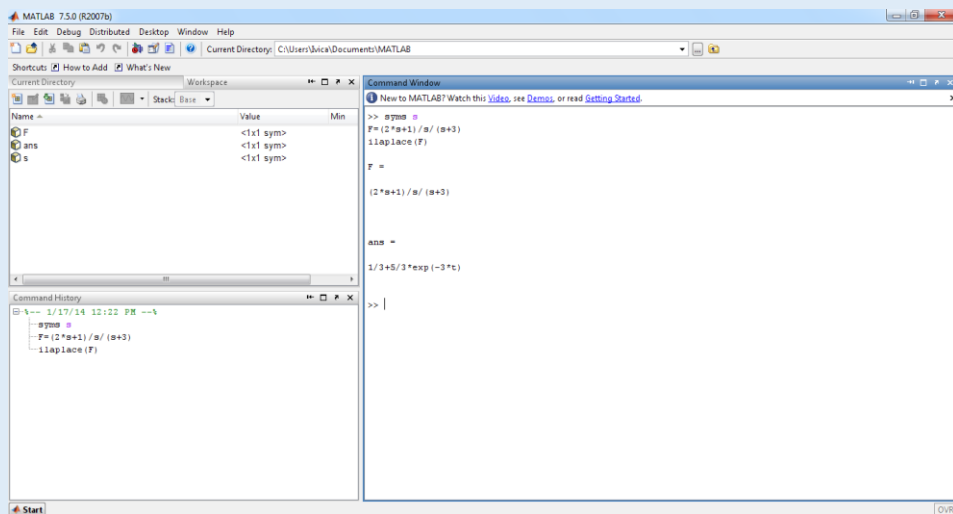 MATLAB 7.5.0 (R2007b)
File Edit Debug Distributed Desktop Window Help
Current Directory: C:\Users\Ivica\Documents\MATLAB
Shortcuts How to Add What's New
Current Directory Workspace
Stack: Base
Name Value Min
F <1x1 sym>
ans <1x1 sym>
s <1x1 sym>
Command History
%-- 1/17/14 12:22 PM --%
syms s
F=(2*s+1)/s/(s+3)
ilaplace(F)
Command Window
New to MATLAB? Watch this Video, see Demos, or read Getting Started.
>> syms s
F=(2*s+1)/s/(s+3)
ilaplace(F)
F =
(2*s+1)/s/(s+3)
ans =
1/3+5/3*exp(-3*t)
>>
Start
OVR